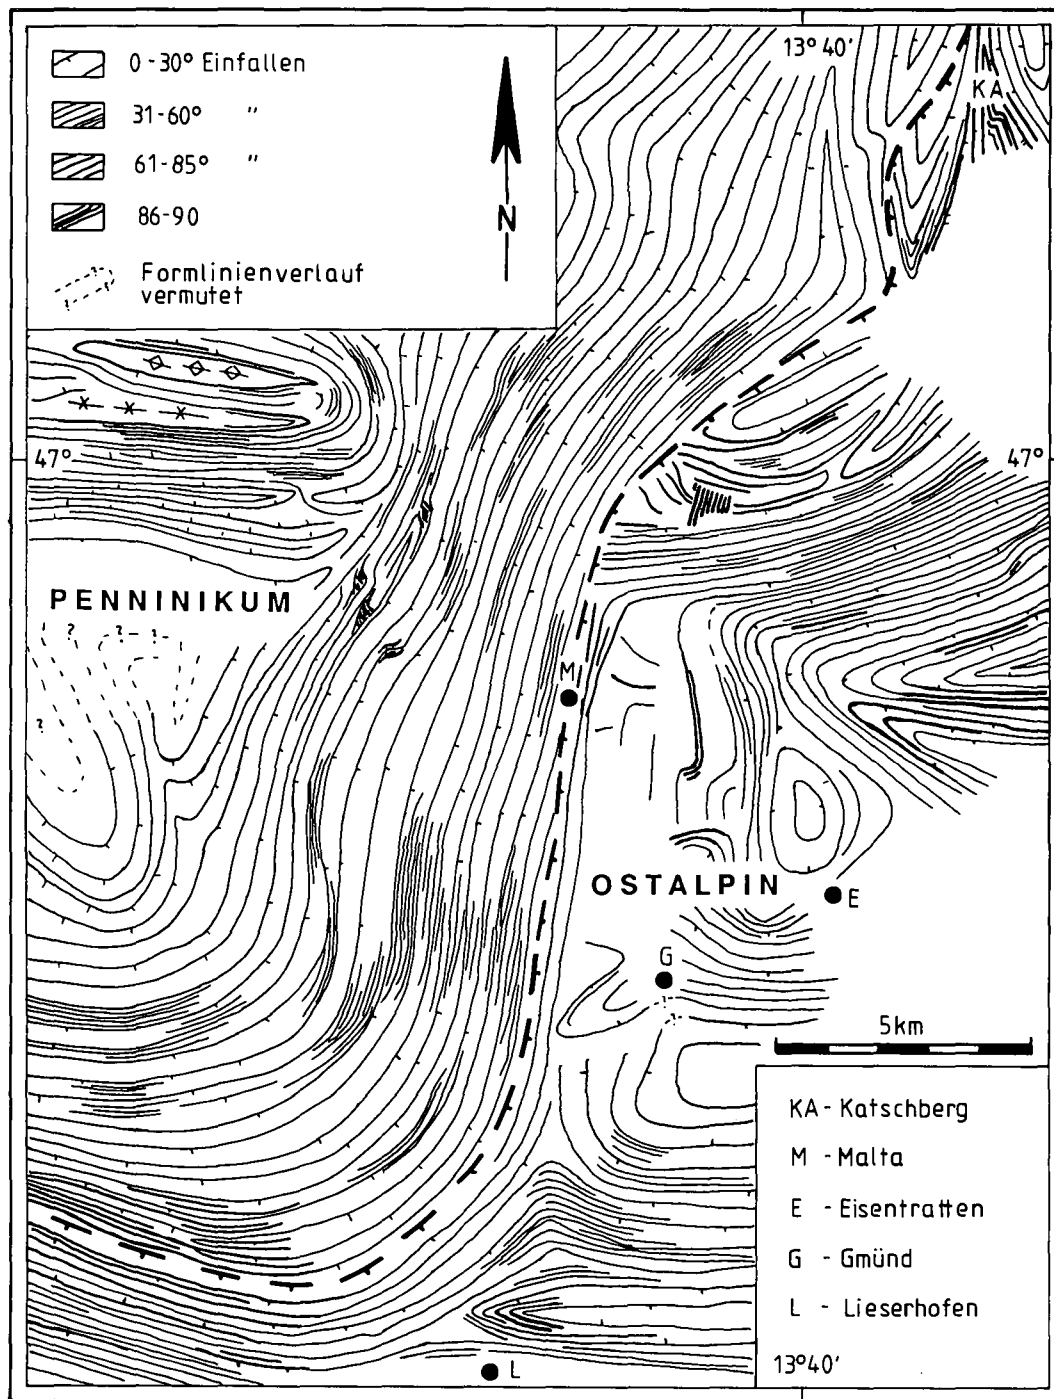 0-30° Einfallen
31-60° "
61-85° "
86-90
Formlinienverlauf
vermutet
N
13°40'
KA
47°
47°
PENNINIKUM
? ?-?-
?
M
OSTALPIN
E
G
5km
KA - Katschberg
M - Malta
E - Eisentratten
G - Gmünd
L - Lieserhofen
13°40'
L